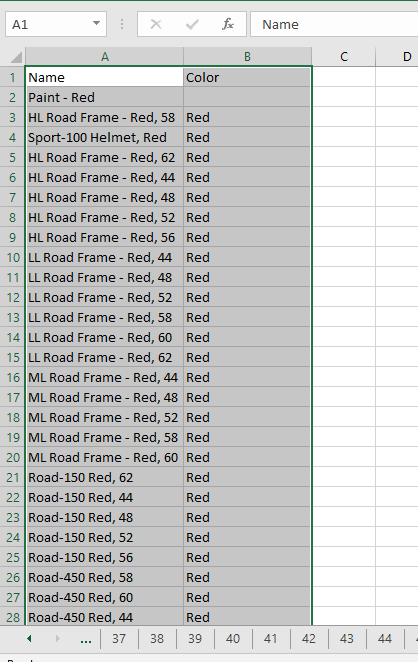 A1 Name
A B C D
1 Name Color
2 Paint - Red
3 HL Road Frame - Red, 58 Red
4 Sport-100 Helmet, Red Red
5 HL Road Frame - Red, 62 Red
6 HL Road Frame - Red, 44 Red
7 HL Road Frame - Red, 48 Red
8 HL Road Frame - Red, 52 Red
9 HL Road Frame - Red, 56 Red
10 LL Road Frame - Red, 44 Red
11 LL Road Frame - Red, 48 Red
12 LL Road Frame - Red, 52 Red
13 LL Road Frame - Red, 58 Red
14 LL Road Frame - Red, 60 Red
15 LL Road Frame - Red, 62 Red
16 ML Road Frame - Red, 44 Red
17 ML Road Frame - Red, 48 Red
18 ML Road Frame - Red, 52 Red
19 ML Road Frame - Red, 58 Red
20 ML Road Frame - Red, 60 Red
21 Road-150 Red, 62 Red
22 Road-150 Red, 44 Red
23 Road-150 Red, 48 Red
24 Road-150 Red, 52 Red
25 Road-150 Red, 56 Red
26 Road-450 Red, 58 Red
27 Road-450 Red, 60 Red
28 Road-450 Red, 44 Red
... 37 38 39 40 41 42 43 44